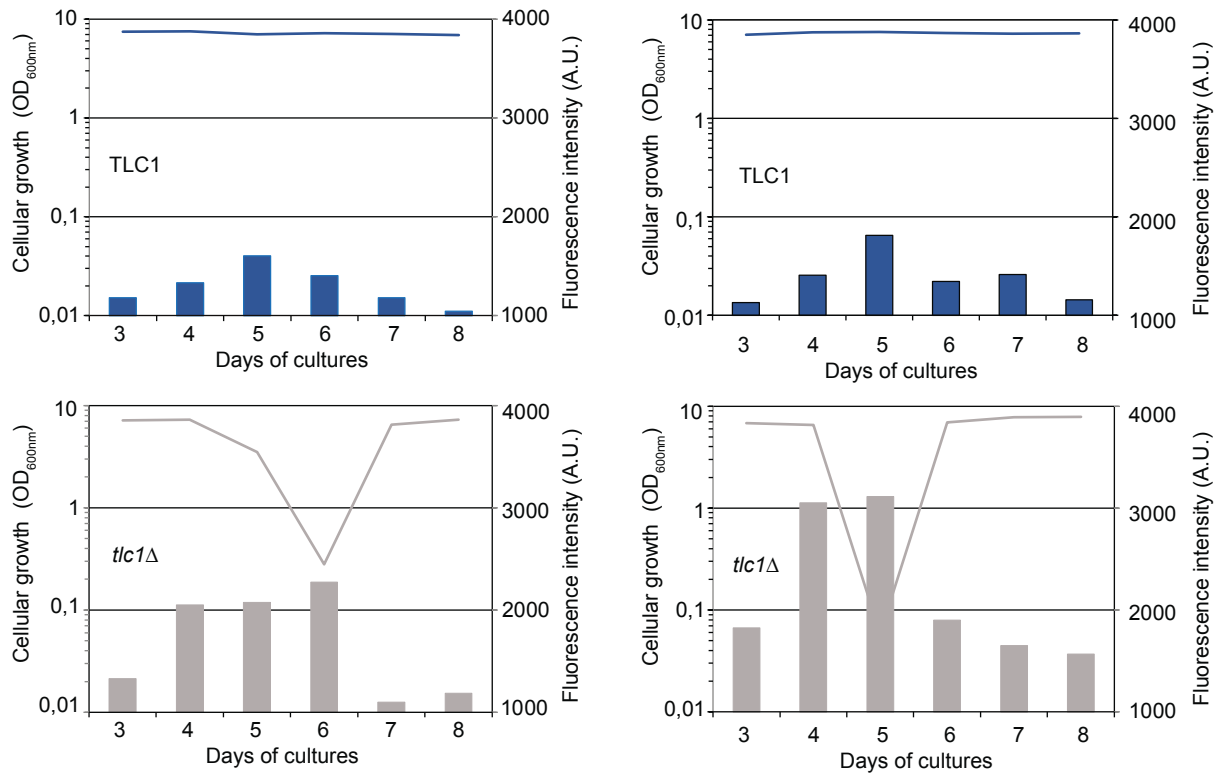 10
1
0,1
0,01
Cellular growth (OD600nm)
TLC1
4000
3000
2000
1000
Fluorescence intensity (A.U.)
3 4 5 6 7 8
Days of cultures
10
1
0,1
0,01
Cellular growth (OD600nm)
TLC1
4000
3000
2000
1000
Fluorescence intensity (A.U.)
3 4 5 6 7 8
Days of cultures
10
1
0,1
0,01
Cellular growth (OD600nm)
tlc1Δ
4000
3000
2000
1000
Fluorescence intensity (A.U.)
3 4 5 6 7 8
Days of cultures
10
1
0,1
0,01
Cellular growth (OD600nm)
tlc1Δ
4000
3000
2000
1000
Fluorescence intensity (A.U.)
3 4 5 6 7 8
Days of cultures